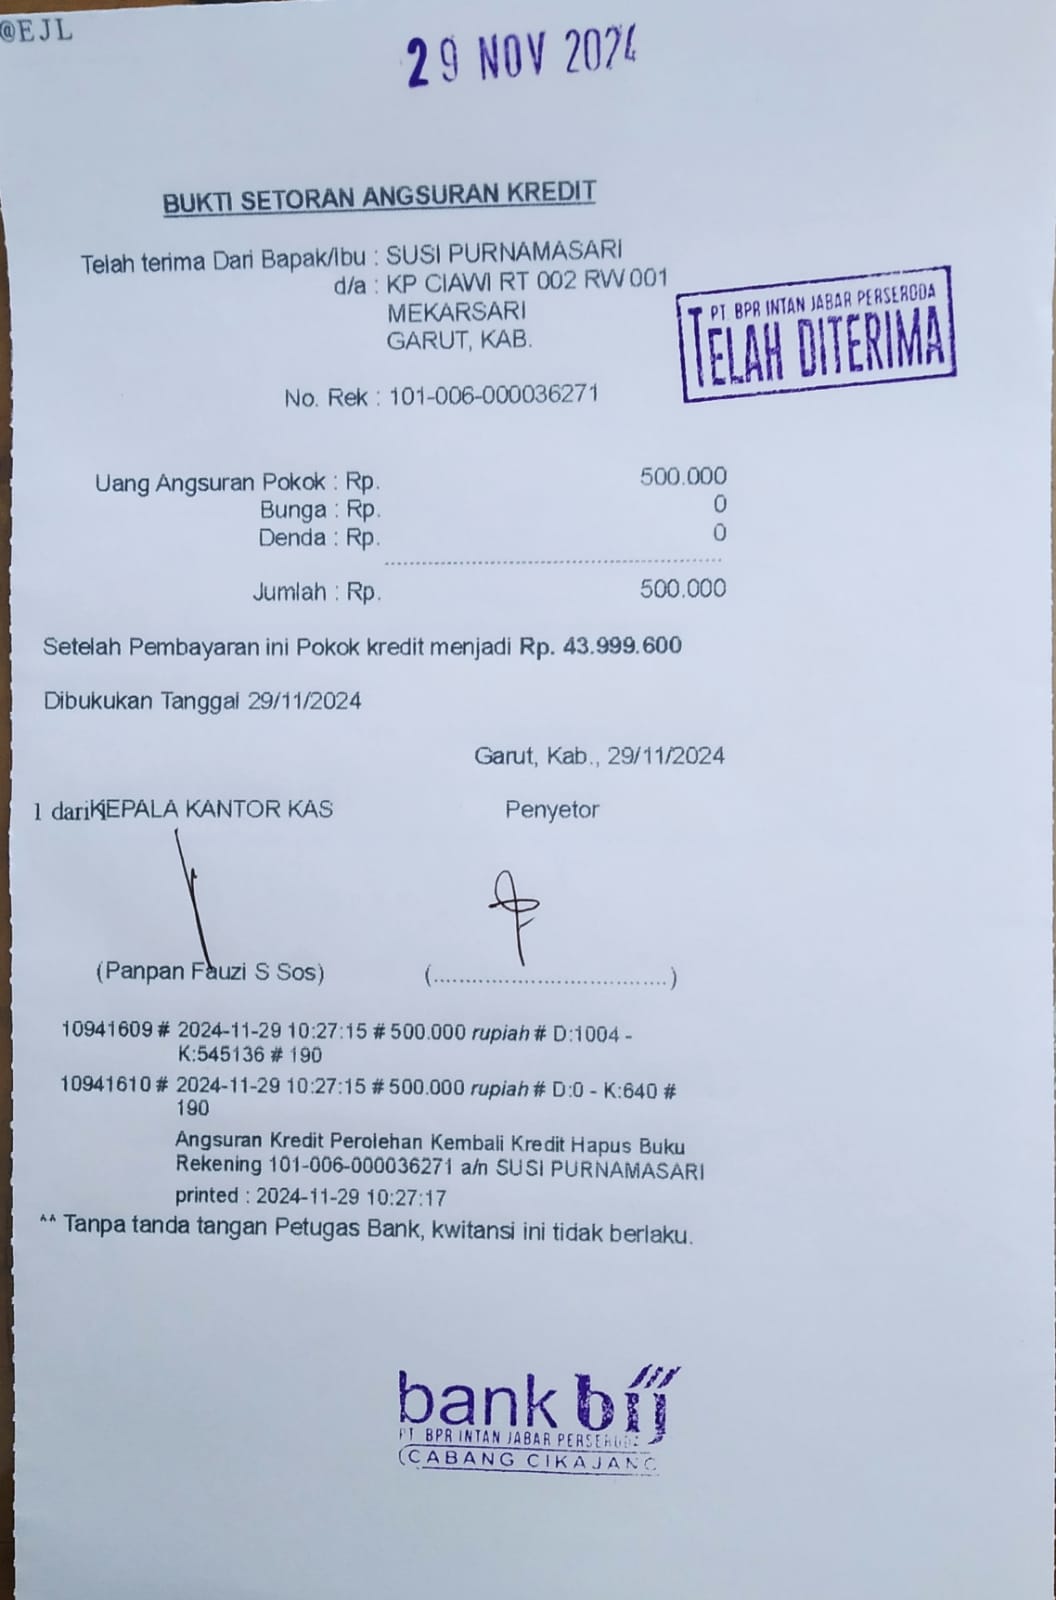 @EJL
29 NOV 2024
BUKTI SETORAN ANGSURAN KREDIT
Telah terima Dari Bapak/Ibu : SUSI PURNAMASARI
d/a : KP CIAWI RT 002 RW 001
MEKARSARI
GARUT, KAB.
PT BPR INTAN JABAR PERSERODA
TELAH DITERIMA
No. Rek : 101-006-000036271
Uang Angsuran Pokok : Rp. 500.000
Bunga : Rp. 0
Denda : Rp. 0
Jumlah : Rp. 500.000
Setelah Pembayaran ini Pokok kredit menjadi Rp. 43.999.600
Dibukukan Tanggal 29/11/2024
Garut, Kab., 29/11/2024
1 dari KEPALA KANTOR KAS Penyetor
(Panpan Fauzi S Sos) (....................................)
10941609 # 2024-11-29 10:27:15 # 500.000 rupiah # D:1004 -
K:545136 # 190
10941610 # 2024-11-29 10:27:15 # 500.000 rupiah # D:0 - K:640 #
190
Angsuran Kredit Perolehan Kembali Kredit Hapus Buku
Rekening 101-006-000036271 a/n SUSI PURNAMASARI
printed : 2024-11-29 10:27:17
^^ Tanpa tanda tangan Petugas Bank, kwitansi ini tidak berlaku.
bank bij
PT BPR INTAN JABAR PERSERODA
CABANG CIKAJANG